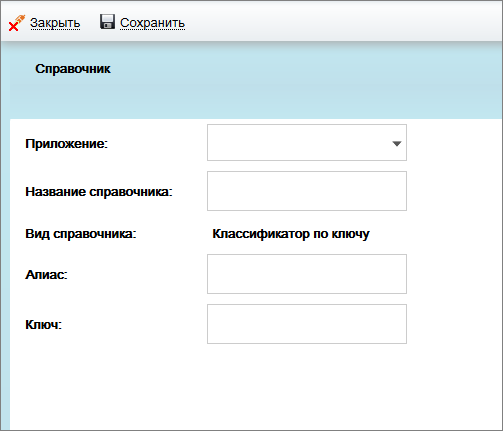 Закрыть Сохранить
Справочник
Приложение:
Название справочника:
Вид справочника: Классификатор по ключу
Алиас:
Ключ: